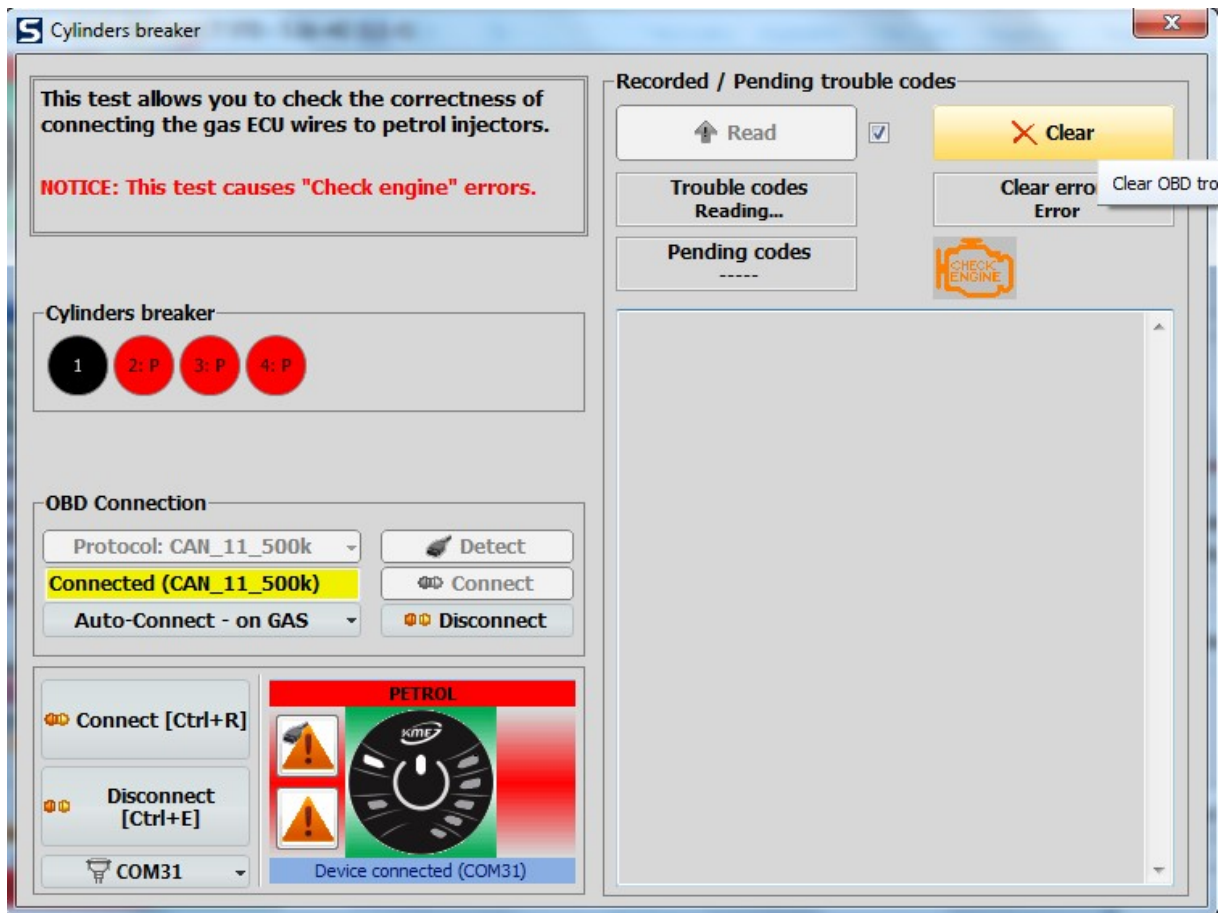 Cylinders breaker
This test allows you to check the correctness of
connecting the gas ECU wires to petrol injectors.
NOTICE: This test causes "Check engine" errors.
Cylinders breaker
1
2: P
3: P
4: P
OBD Connection
Protocol: CAN_11_500k
Detect
Connected (CAN_11_500k)
Connect
Auto-Connect - on GAS
Disconnect
Connect [Ctrl+R]
Disconnect
[Ctrl+E]
COM31
PETROL
KME
Device connected (COM31)
Recorded / Pending trouble codes
Read
Clear
Trouble codes
Reading...
Clear erro
Error
Clear OBD tro
Pending codes
-----
CHECK
ENGINE